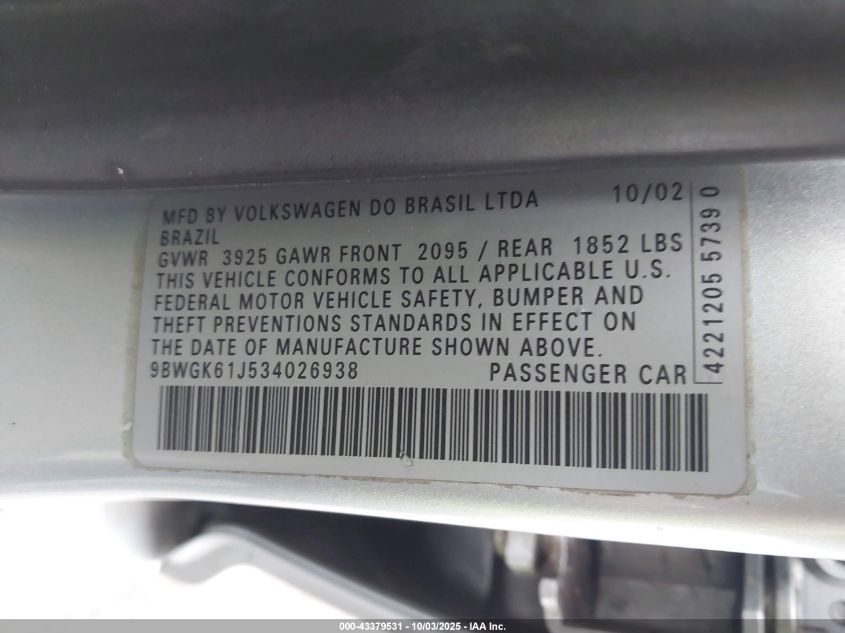 MFD BY VOLKSWAGEN DO BRASIL LTDA 10/02
BRAZIL
GVWR 3925 GAWR FRONT 2095 / REAR 1852 LBS
THIS VEHICLE CONFORMS TO ALL APPLICABLE U.S.
FEDERAL MOTOR VEHICLE SAFETY, BUMPER AND
THEFT PREVENTIONS STANDARDS IN EFFECT ON
THE DATE OF MANUFACTURE SHOWN ABOVE.
9BWGK61J534026938 PASSENGER CAR
4221205 5739 0
000-43379531 - 10/03/2025 - IAA Inc.